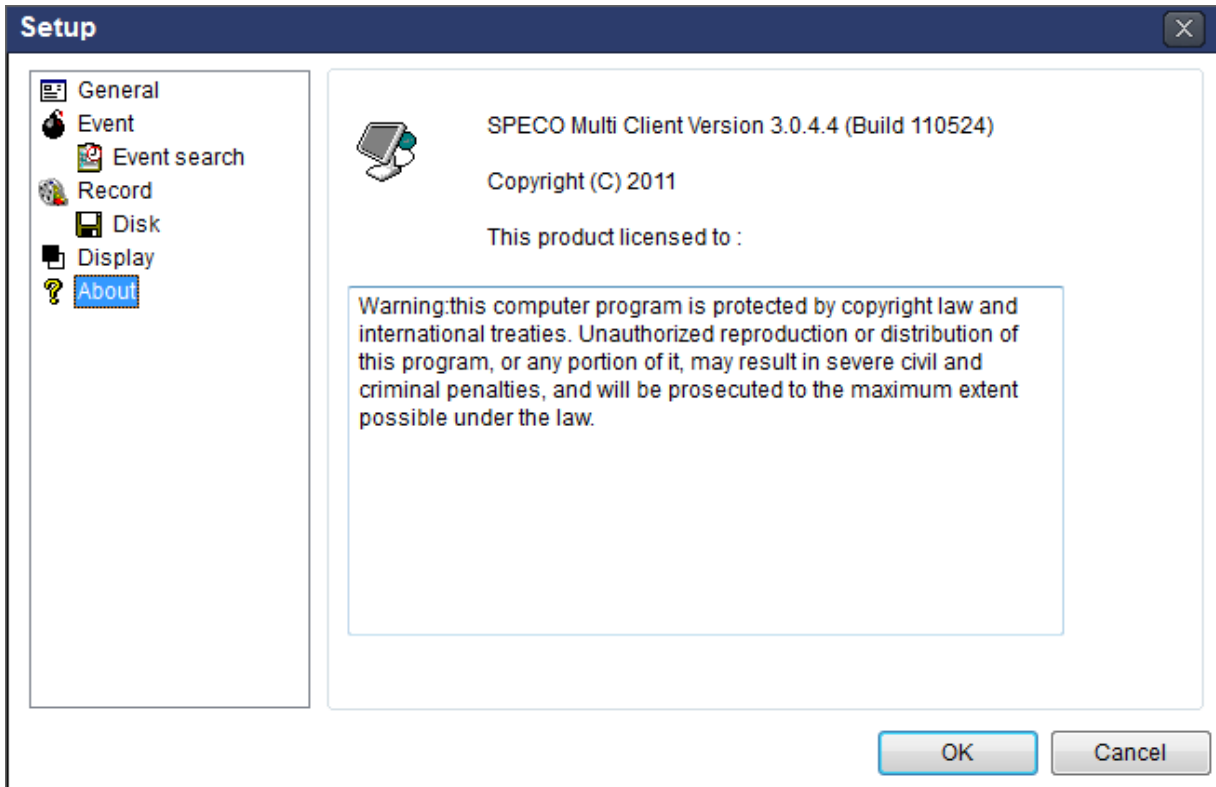 Setup
General
Event
Event search
Record
Disk
Display
About
SPECO Multi Client Version 3.0.4.4 (Build 110524)
Copyright (C) 2011
This product licensed to :
Warning:this computer program is protected by copyright law and
international treaties. Unauthorized reproduction or distribution of
this program, or any portion of it, may result in severe civil and
criminal penalties, and will be prosecuted to the maximum extent
possible under the law.
OK
Cancel